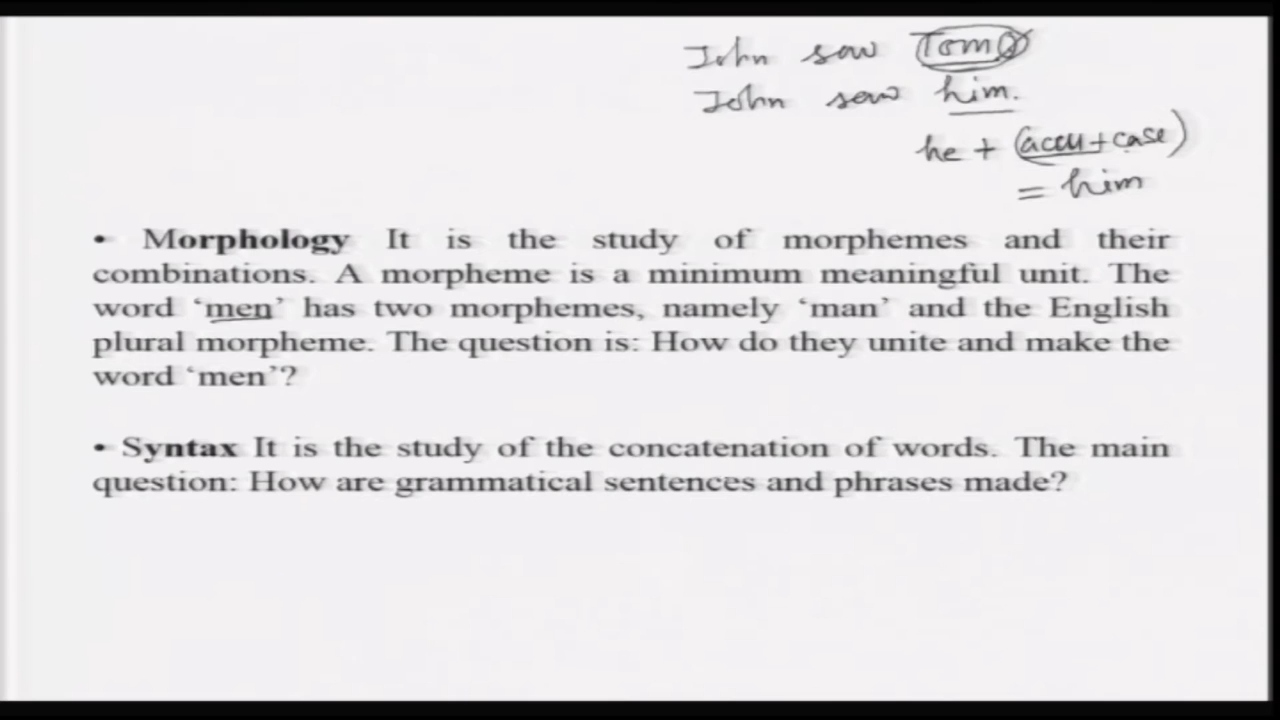 John saw Tom
John saw him.
he + (accu + case)
= him
• Morphology It is the study of morphemes and their
combinations. A morpheme is a minimum meaningful unit. The
word ‘men’ has two morphemes, namely ‘man’ and the English
plural morpheme. The question is: How do they unite and make the
word ‘men’?
• Syntax It is the study of the concatenation of words. The main
question: How are grammatical sentences and phrases made?